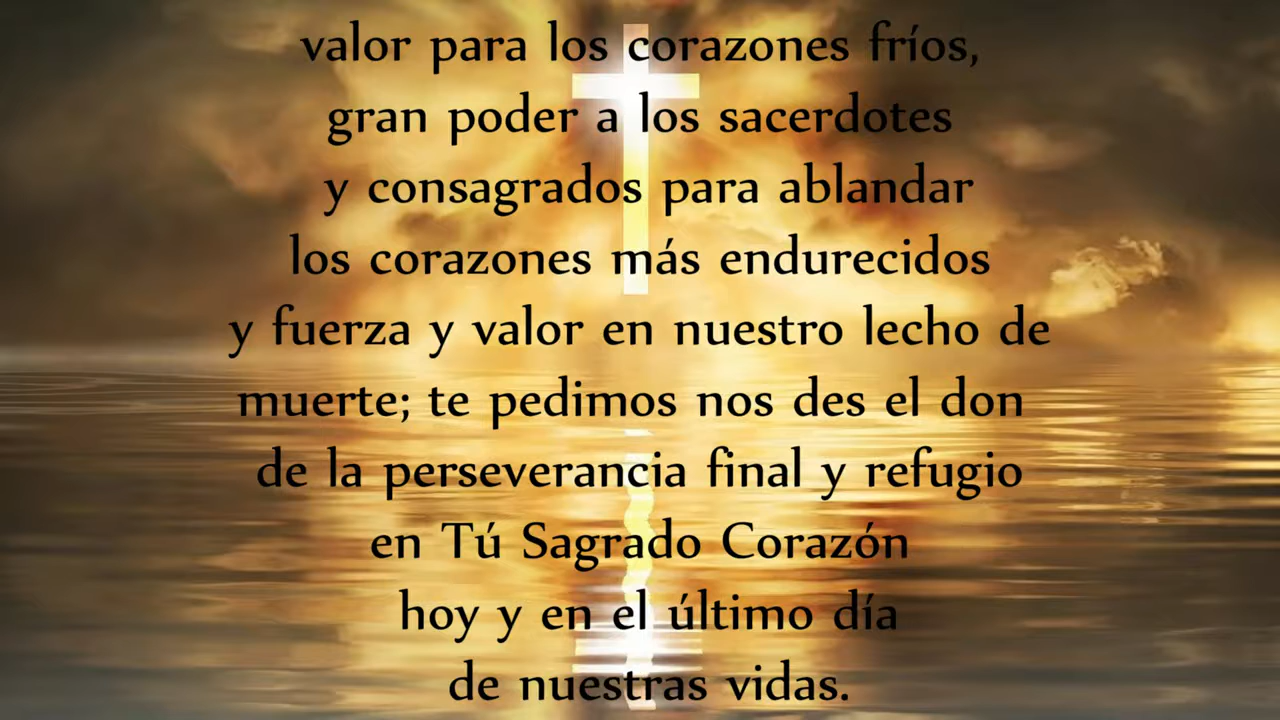 valor para los corazones fríos,
gran poder a los sacerdotes
y consagrados para ablandar
los corazones más endurecidos
y fuerza y valor en nuestro lecho de
muerte; te pedimos nos des el don
de la perseverancia final y refugio
en Tú Sagrado Corazón
hoy y en el último día
de nuestras vidas.